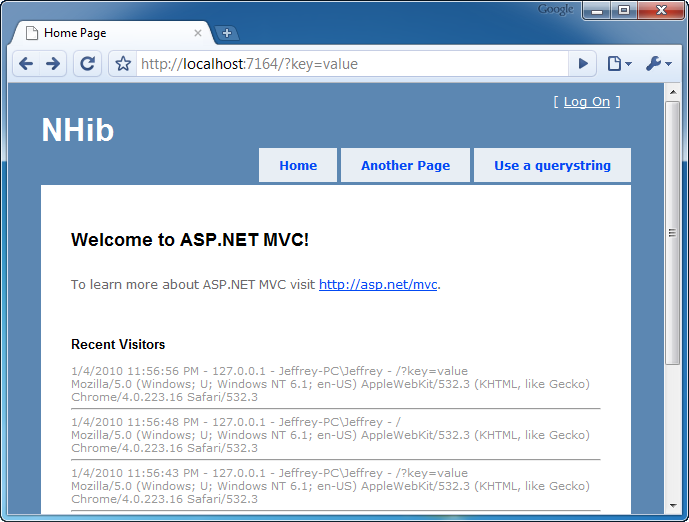 Google
Home Page
http://localhost:7164/?key=value
[ Log On ]
NHib
Home
Another Page
Use a querystring
Welcome to ASP.NET MVC!
To learn more about ASP.NET MVC visit http://asp.net/mvc.
Recent Visitors
1/4/2010 11:56:56 PM - 127.0.0.1 - Jeffrey-PC\Jeffrey - /?key=value
Mozilla/5.0 (Windows; U; Windows NT 6.1; en-US) AppleWebKit/532.3 (KHTML, like Gecko)
Chrome/4.0.223.16 Safari/532.3
1/4/2010 11:56:48 PM - 127.0.0.1 - Jeffrey-PC\Jeffrey - /
Mozilla/5.0 (Windows; U; Windows NT 6.1; en-US) AppleWebKit/532.3 (KHTML, like Gecko)
Chrome/4.0.223.16 Safari/532.3
1/4/2010 11:56:43 PM - 127.0.0.1 - Jeffrey-PC\Jeffrey - /?key=value
Mozilla/5.0 (Windows; U; Windows NT 6.1; en-US) AppleWebKit/532.3 (KHTML, like Gecko)
Chrome/4.0.223.16 Safari/532.3